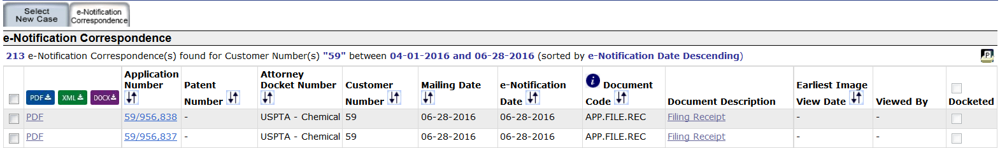 Select
New Case
e-Notification
Correspondence
e-Notification Correspondence
213 e-Notification Correspondence(s) found for Customer Number(s) "59" between 04-01-2016 and 06-28-2016 (sorted by e-Notification Date Descending)
P
PDF XML DOCX
Application
Number
Patent
Number
Attorney
Docket Number
Customer
Number
Mailing Date
e-Notification
Date
i Document
Code
Document Description
Earliest Image
View Date
Viewed By
Docketed
PDF 59/956,838 - USPTA - Chemical 59 06-28-2016 06-28-2016 APP.FILE.REC Filing Receipt - -
PDF 59/956,837 - USPTA - Chemical 59 06-28-2016 06-28-2016 APP.FILE.REC Filing Receipt - -